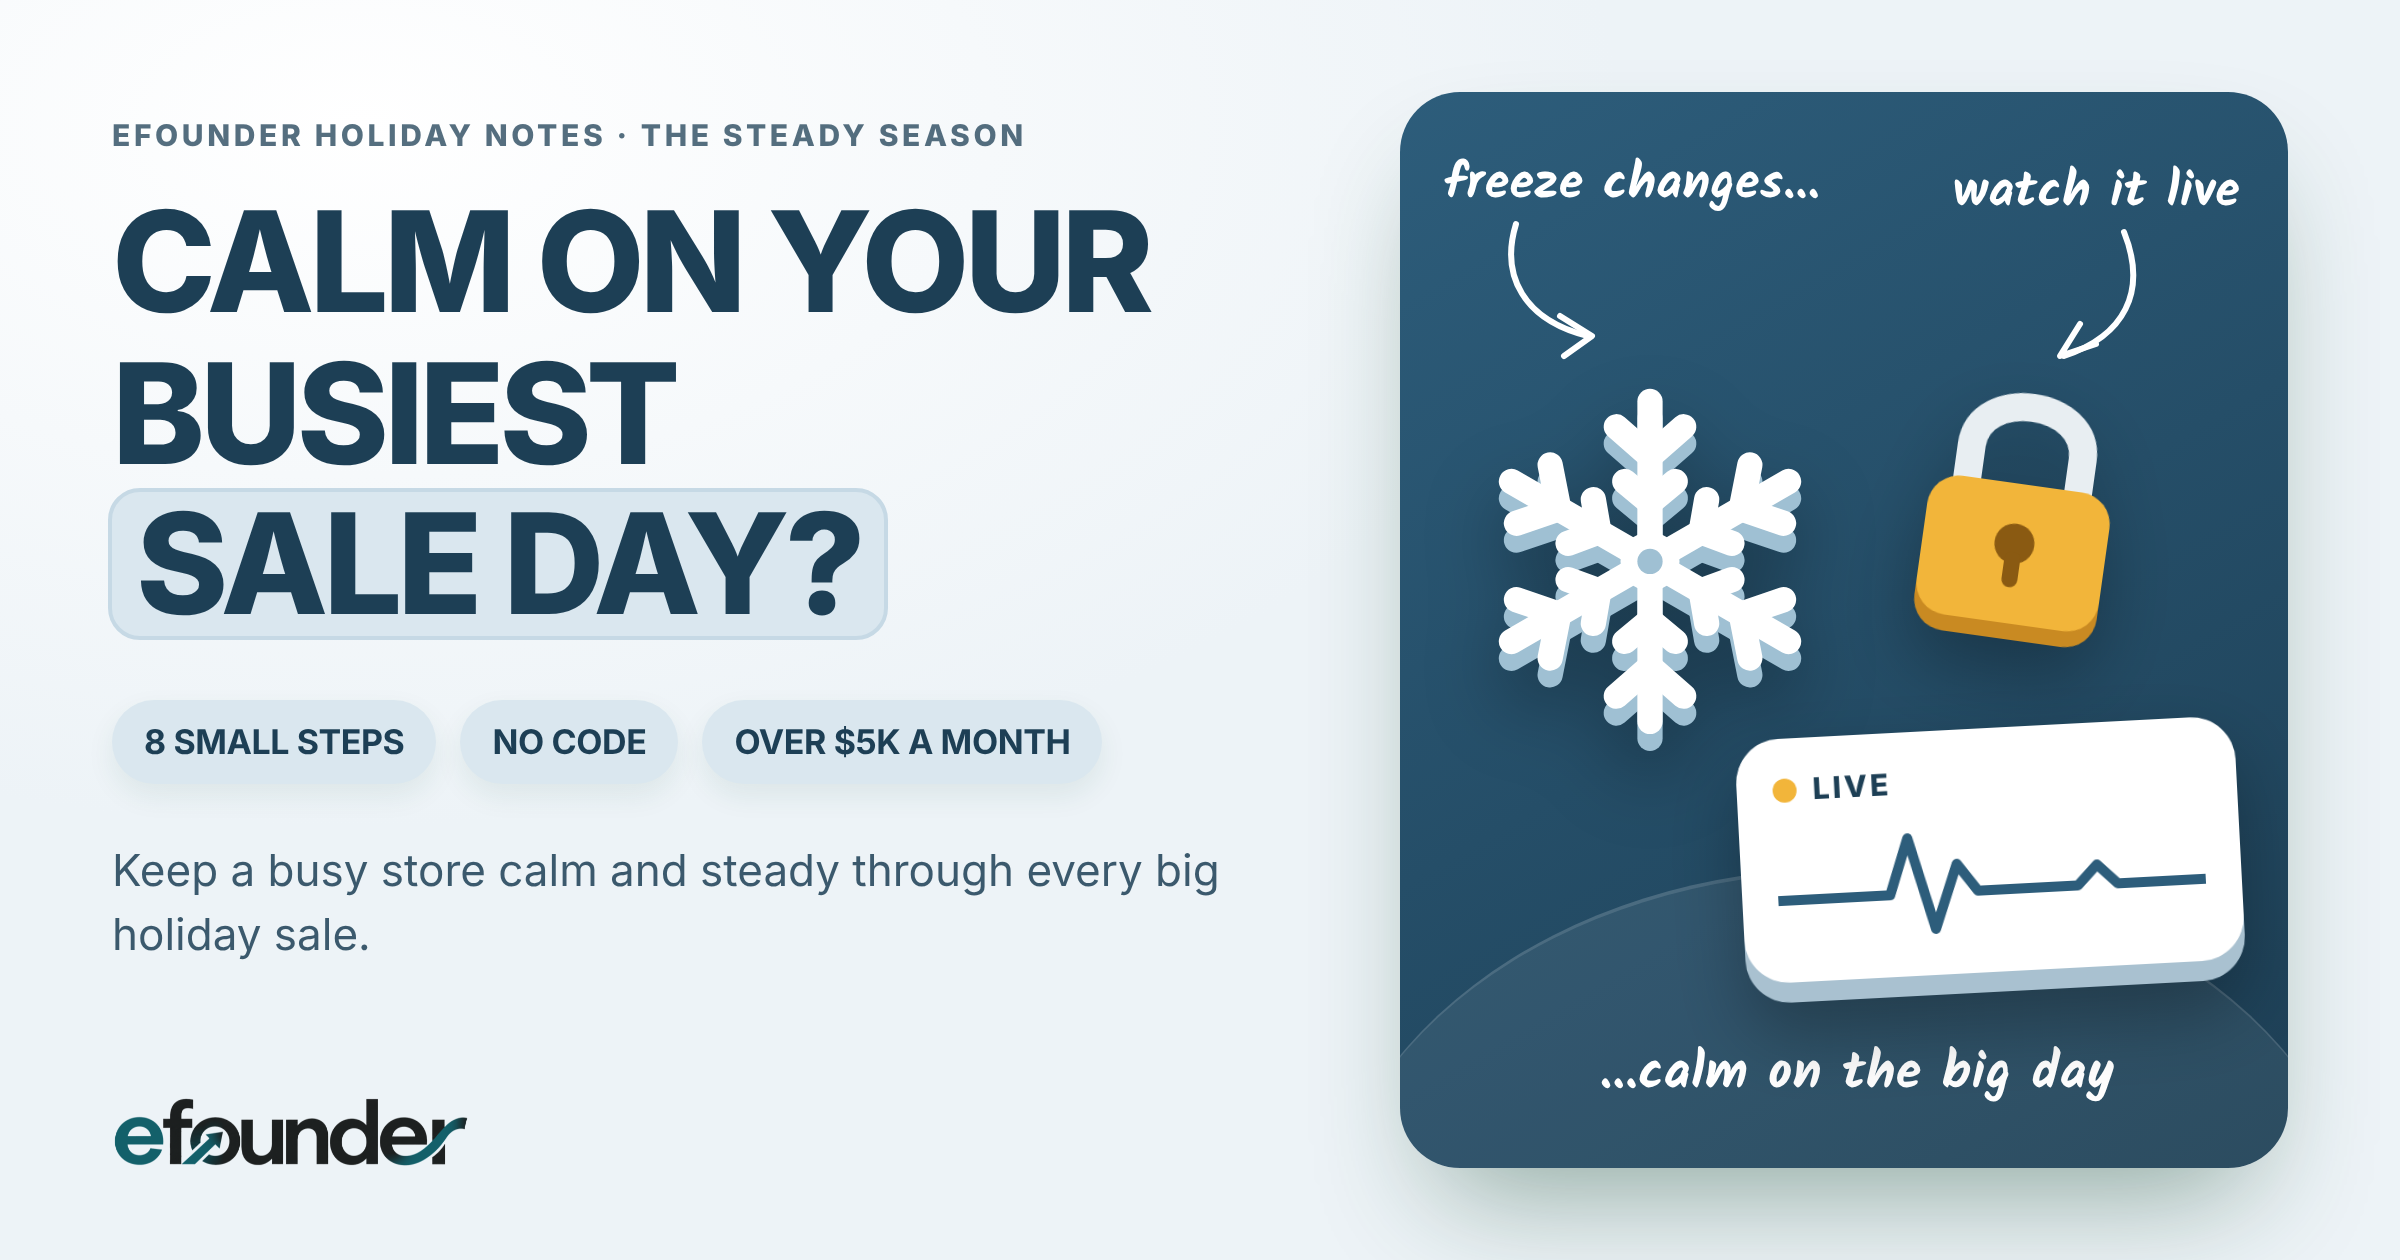 EFOUNDER HOLIDAY NOTES · THE STEADY SEASON
CALM ON YOUR
BUSIEST
SALE DAY?
8 SMALL STEPS
NO CODE
OVER $5K A MONTH
Keep a busy store calm and steady through every big
holiday sale.
efounder
freeze changes...
watch it live
LIVE
...calm on the big day